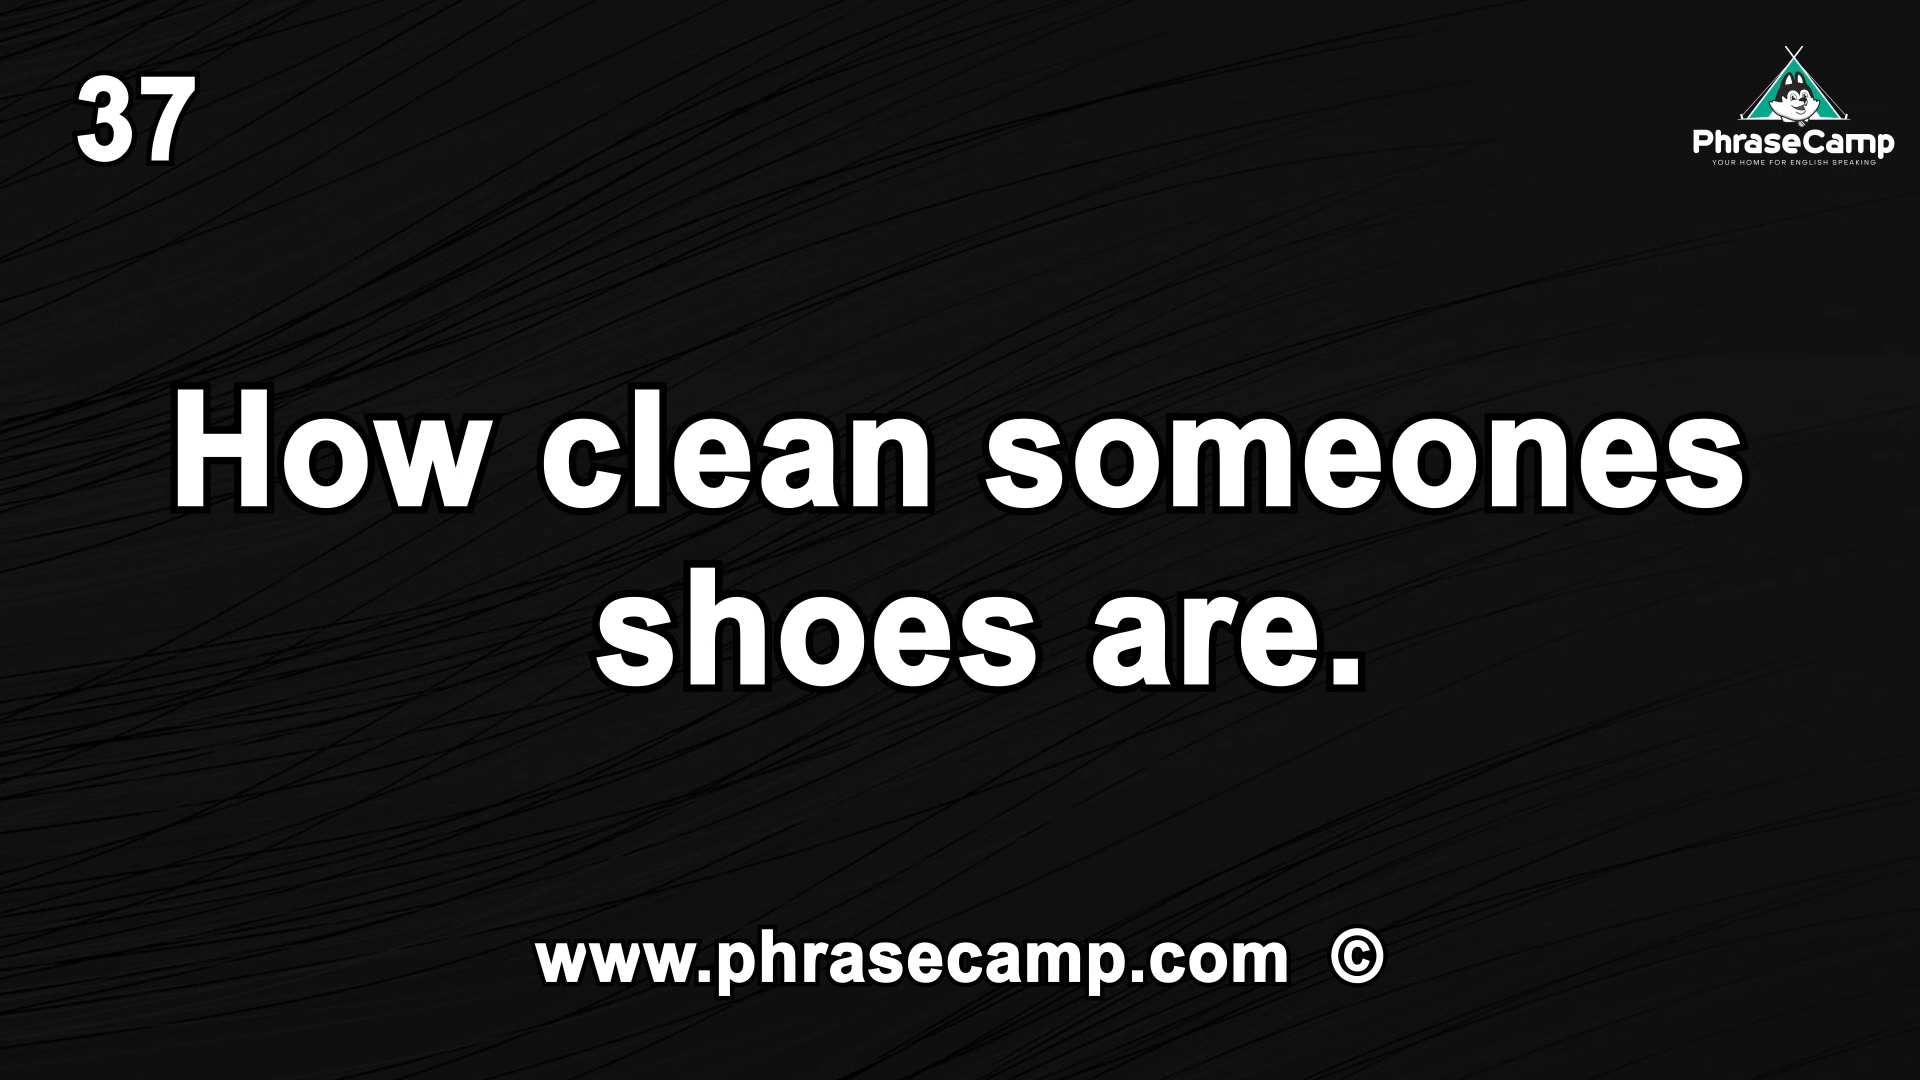 37
PhraseCamp
YOUR HOME FOR ENGLISH SPEAKING
How clean someones
shoes are.
www.phrasecamp.com ©